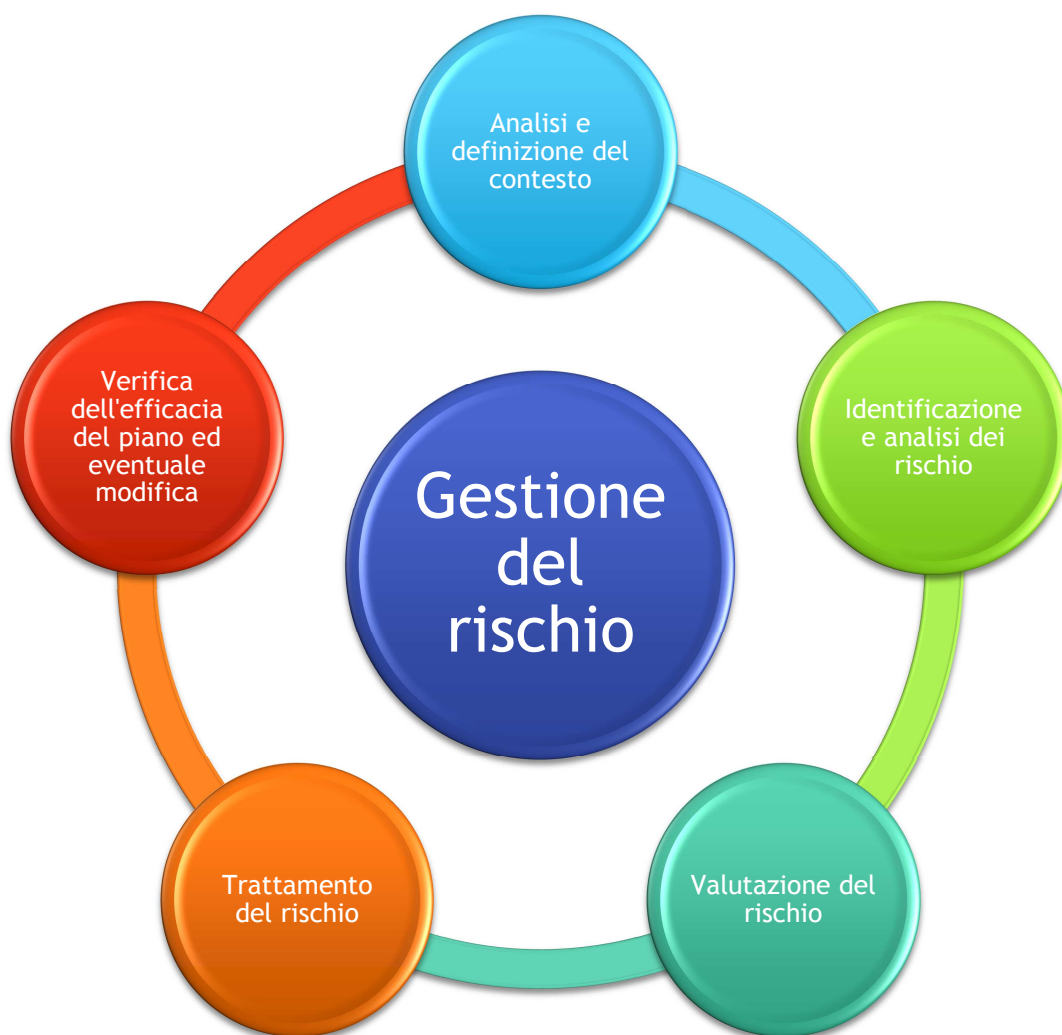 Analisi e
definizione del
contesto
Identificazione
e analisi dei
rischio
Valutazione del
rischio
Trattamento
del rischio
Verifica
dell'efficacia
del piano ed
eventuale
modifica
Gestione
del
rischio